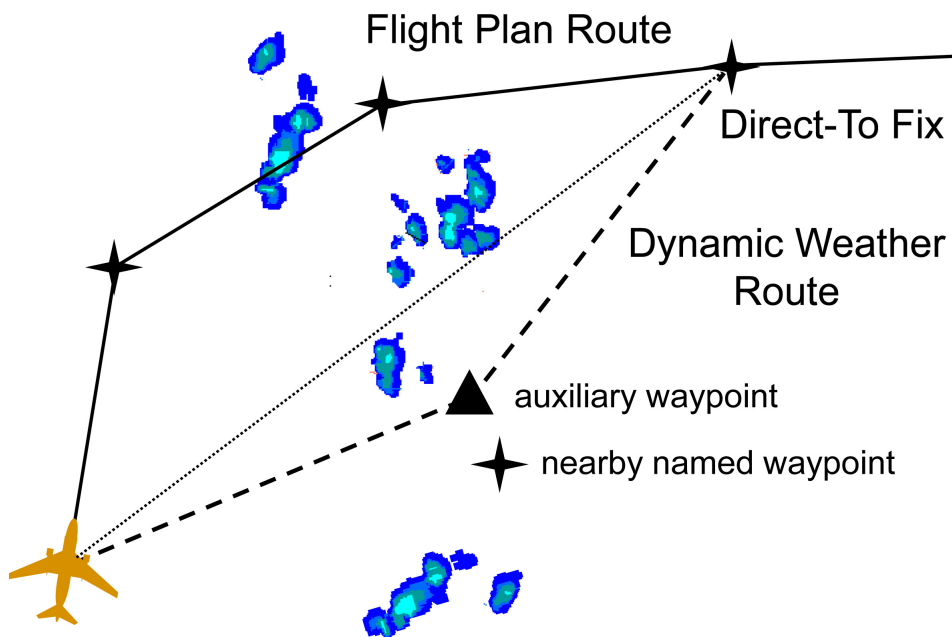 Flight Plan Route
Direct-To Fix
Dynamic Weather
Route
auxiliary waypoint
nearby named waypoint